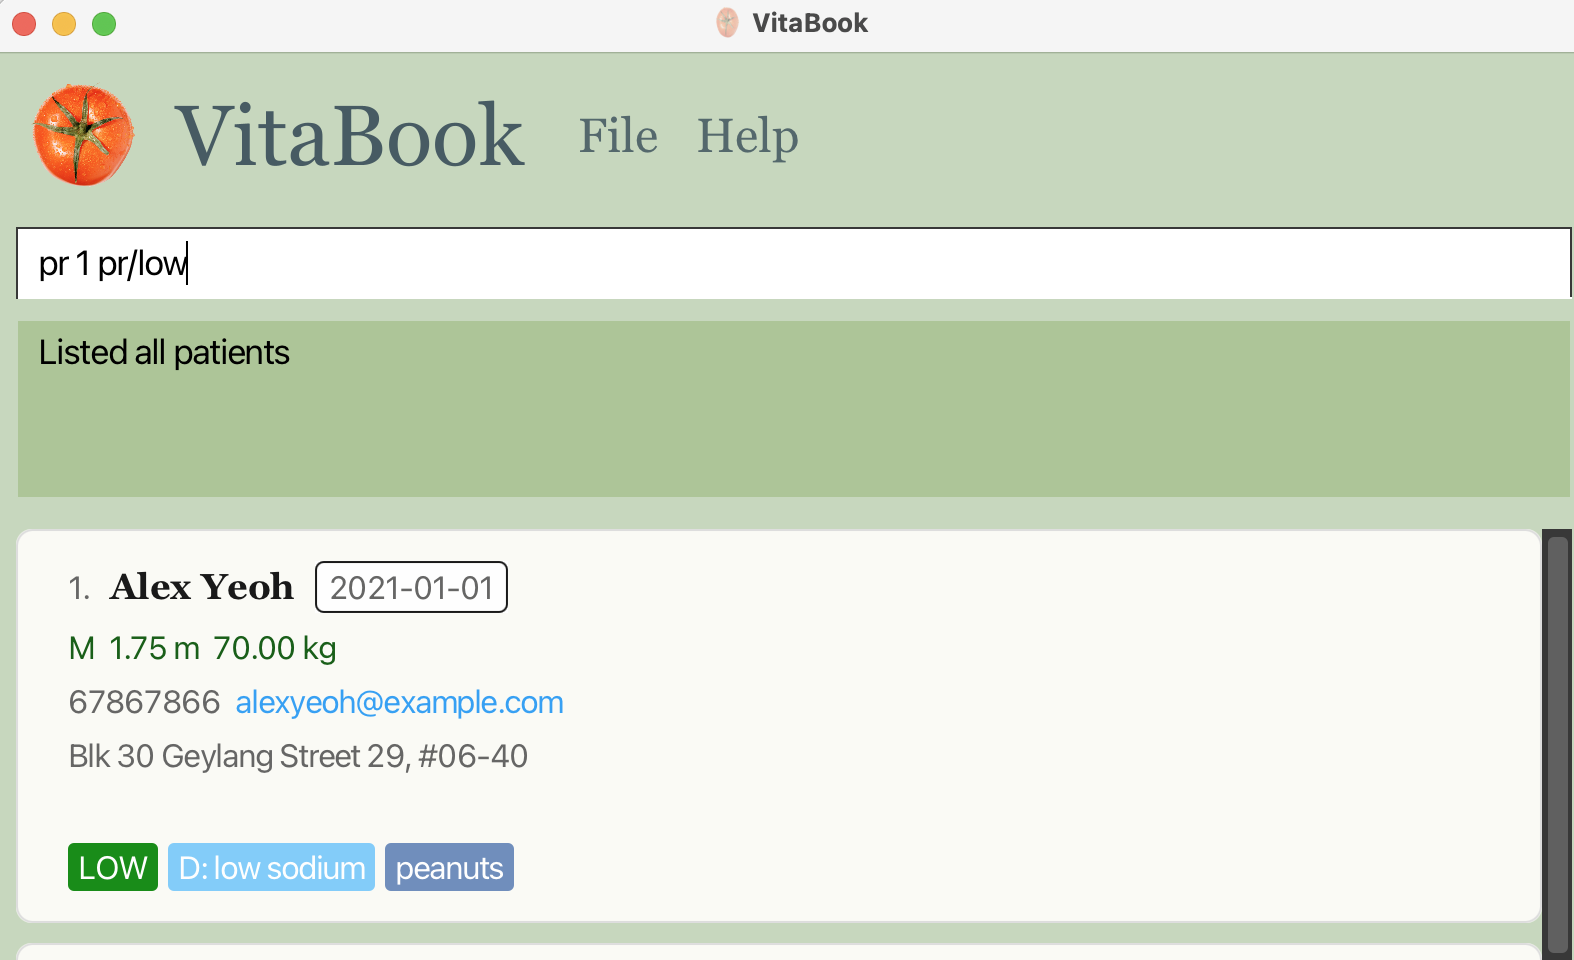 VitaBook
VitaBook File Help
pr 1 pr/low
Listed all patients
1. Alex Yeoh 2021-01-01
M 1.75 m 70.00 kg
67867866 alexyeoh@example.com
Blk 30 Geylang Street 29, #06-40
LOW D: low sodium peanuts